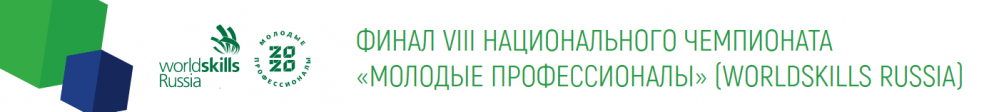 worldskills
Russia
МОЛОДЫЕ
2020
ПРОФЕССИОНАЛЫ
ФИНАЛ VIII НАЦИОНАЛЬНОГО ЧЕМПИОНАТА
«МОЛОДЫЕ ПРОФЕССИОНАЛЫ» (WORLDSKILLS RUSSIA)